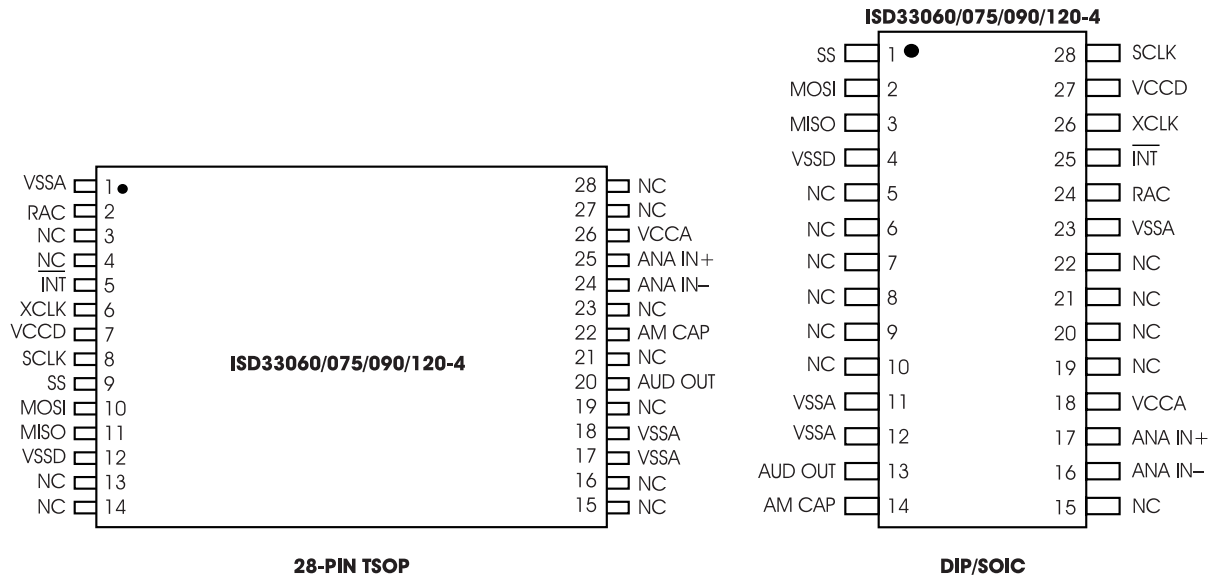 ISD33060/075/090/120-4
SS 1 28 SCLK
MOSI 2 27 VCCD
MISO 3 26 XCLK
VSSD 4 25 INT
NC 5 24 RAC
NC 6 23 VSSA
NC 7 22 NC
NC 8 21 NC
NC 9 20 NC
NC 10 19 NC
VSSA 11 18 VCCA
VSSA 12 17 ANA IN+
AUD OUT 13 16 ANA IN–
AM CAP 14 15 NC
DIP/SOIC
VSSA 1 28 NC
RAC 2 27 NC
NC 3 26 VCCA
NC 4 25 ANA IN+
INT 5 24 ANA IN–
XCLK 6 23 NC
VCCD 7 22 AM CAP
SCLK 8 21 NC
ISD33060/075/090/120-4
SS 9 20 AUD OUT
MOSI 10 19 NC
MISO 11 18 VSSA
VSSD 12 17 VSSA
NC 13 16 NC
NC 14 15 NC
28-PIN TSOP